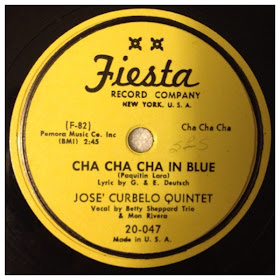 Fiesta
RECORD COMPANY
NEW YORK, U. S. A.
(F-82)
Pemora Music Co. Inc
(BMI) 2:45
Cha Cha Cha
CHA CHA CHA IN BLUE
(Poquitin Lara)
Lyric by G. & E. Deutsch
JOSE' CURBELO QUINTET
Vocal by Betty Sheppard Trio
& Mon Rivera
20-047
Made in U. S. A.